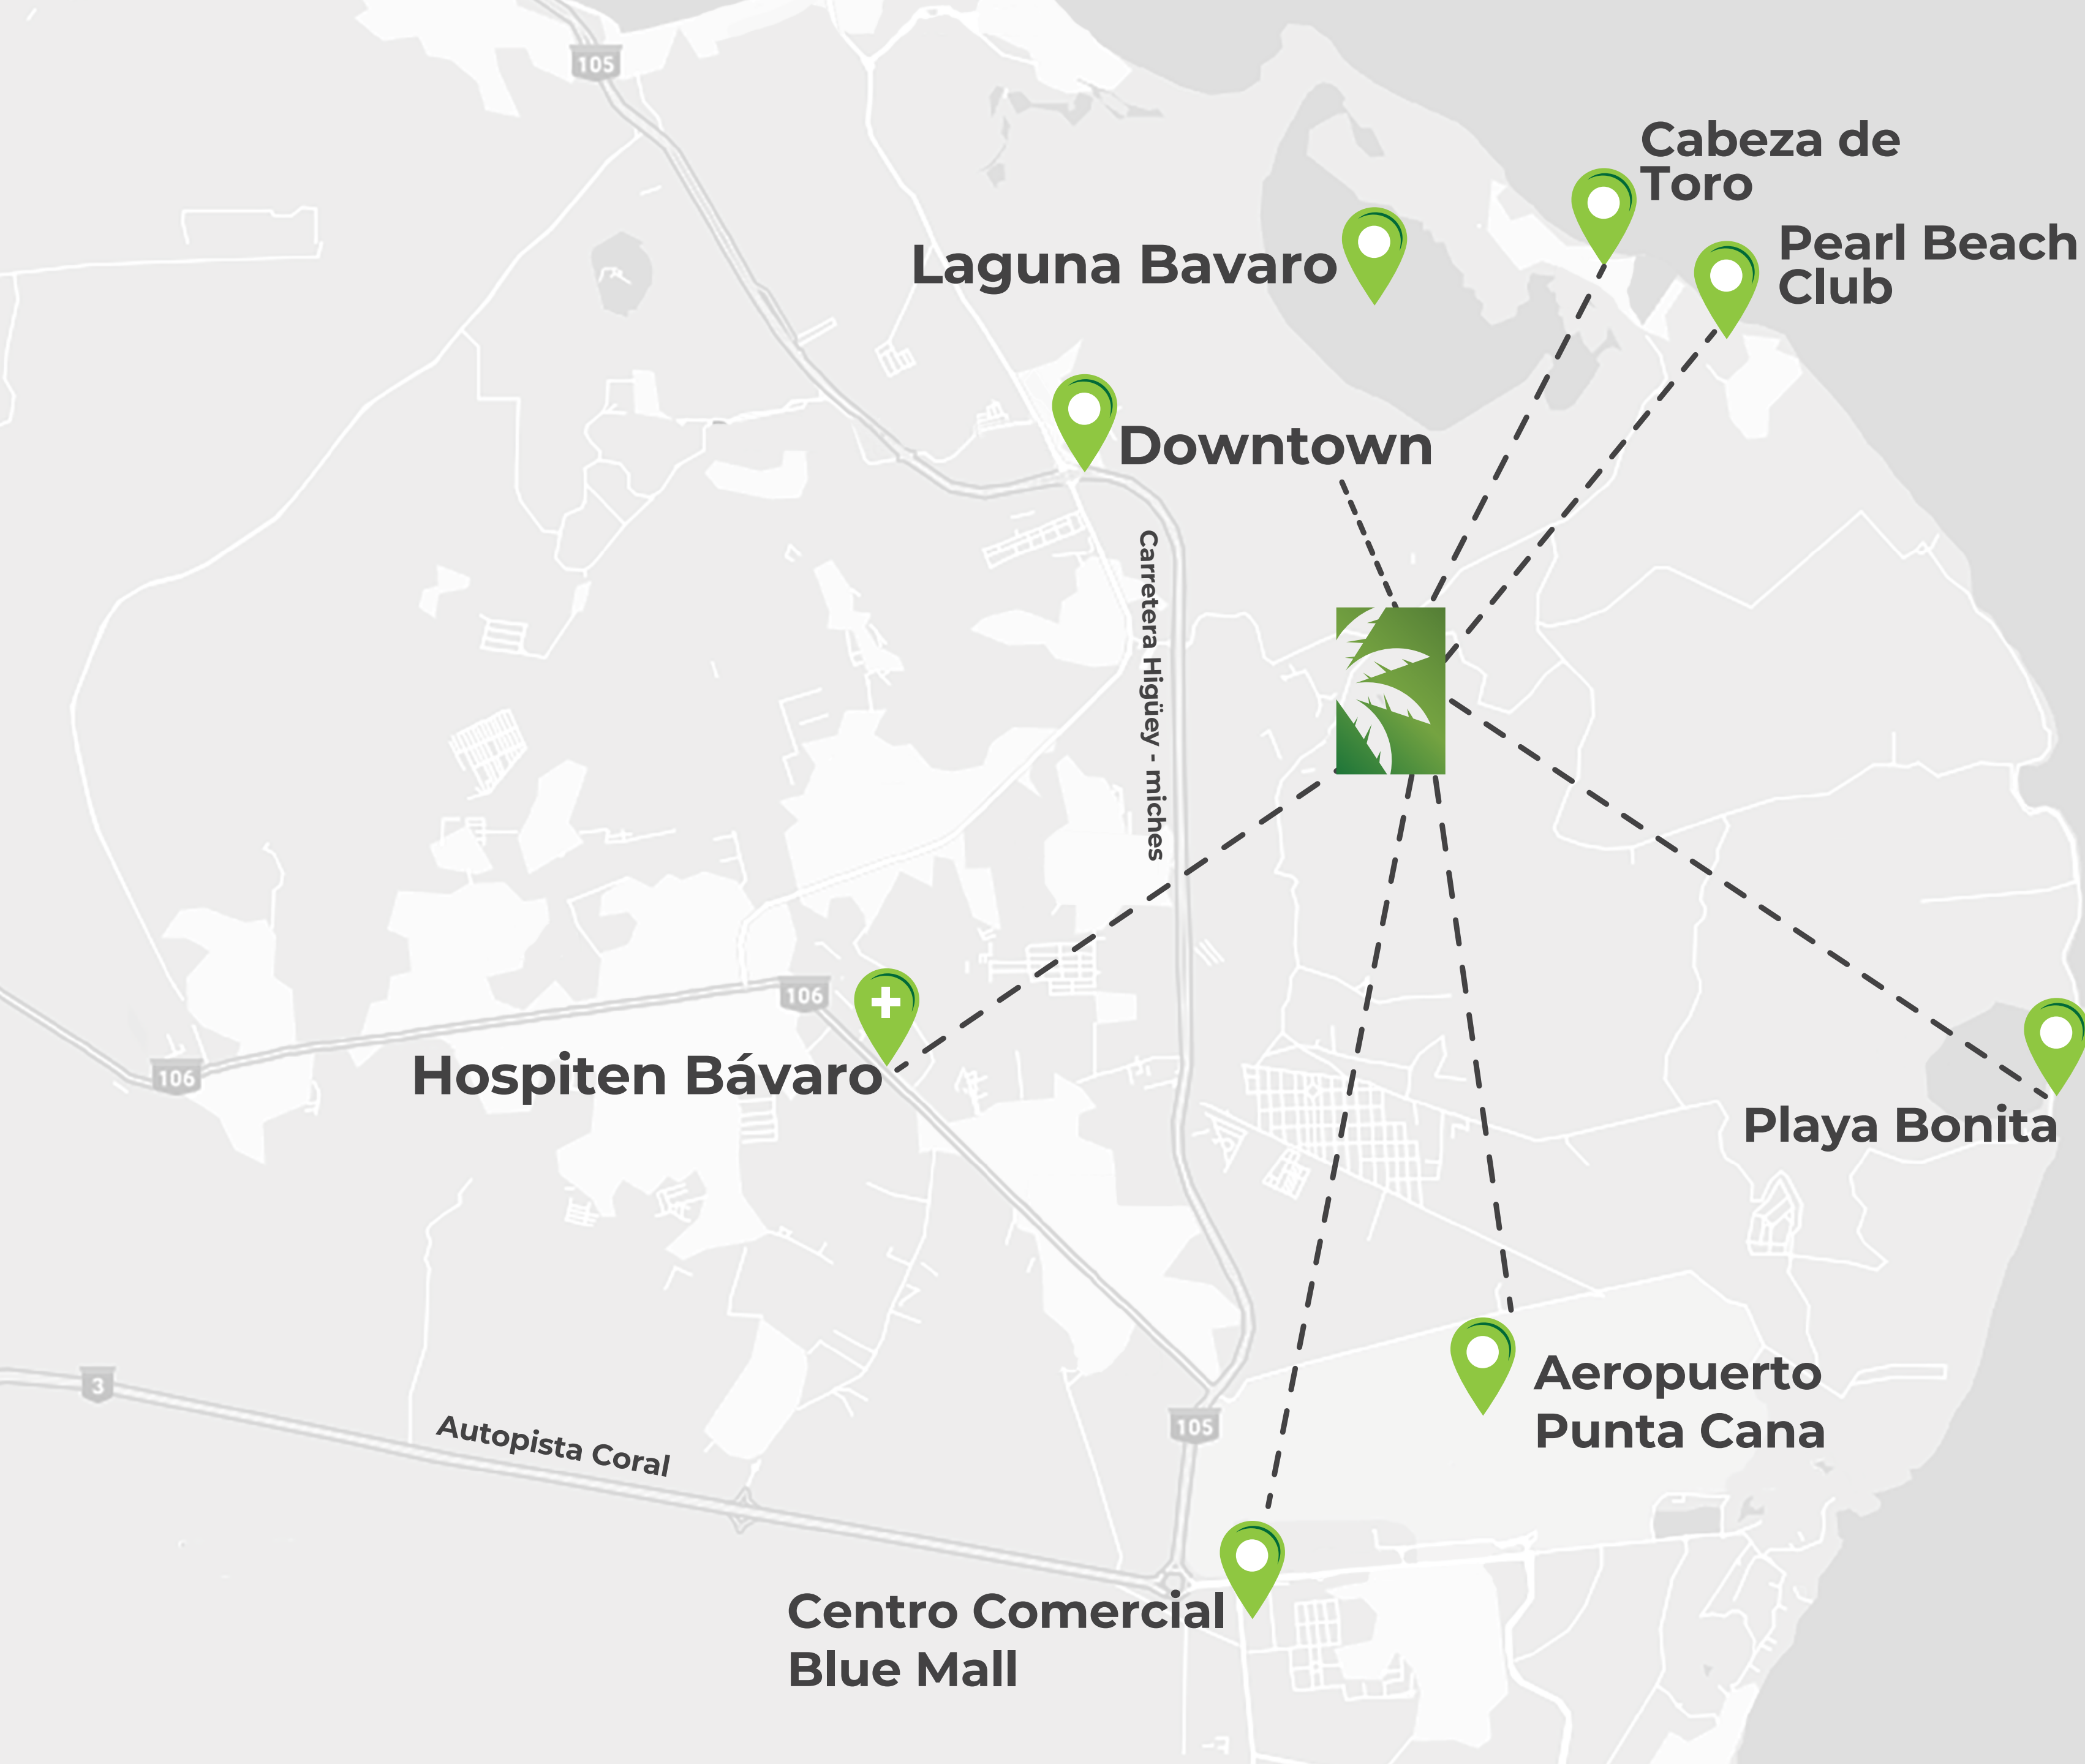 105
Cabeza de
Toro
Pearl Beach
Club
Laguna Bavaro
Downtown
Carretera Higüey - miches
106
Hospiten Bávaro
106
Playa Bonita
3
Autopista Coral
105
Aeropuerto
Punta Cana
Centro Comercial
Blue Mall